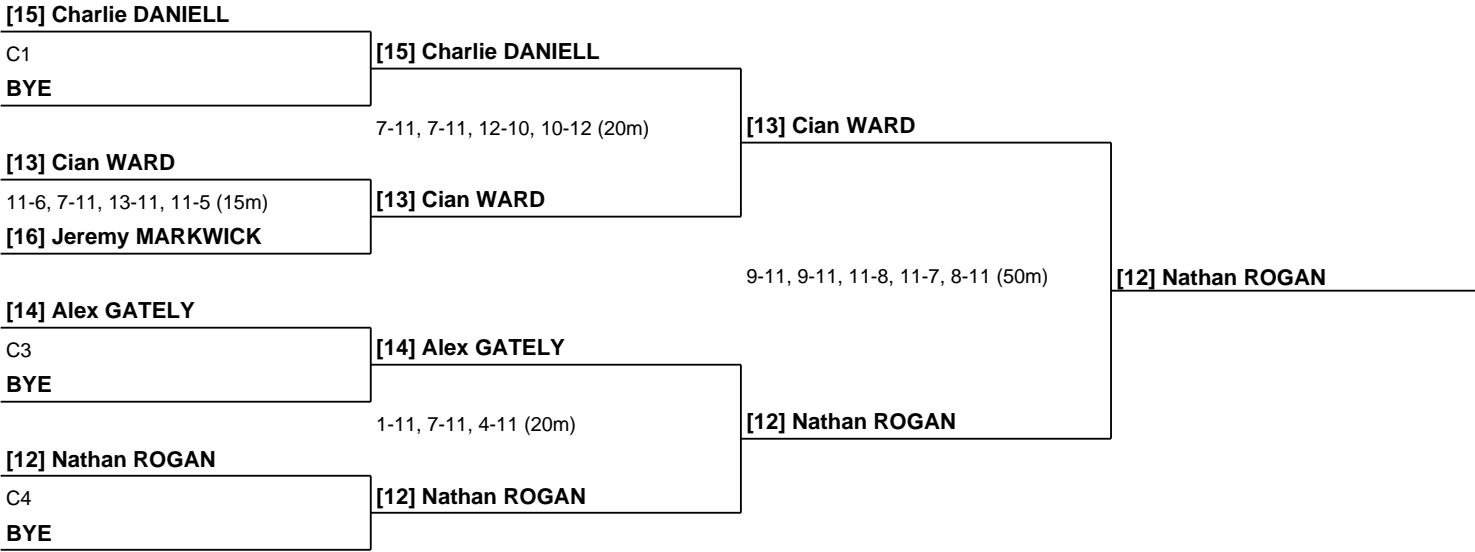 [15] Charlie DANIELL
C1
BYE
[15] Charlie DANIELL
7-11, 7-11, 12-10, 10-12 (20m)
[13] Cian WARD
[13] Cian WARD
11-6, 7-11, 13-11, 11-5 (15m)
[16] Jeremy MARKWICK
[13] Cian WARD
9-11, 9-11, 11-8, 11-7, 8-11 (50m)
[12] Nathan ROGAN
[14] Alex GATELY
C3
BYE
[14] Alex GATELY
1-11, 7-11, 4-11 (20m)
[12] Nathan ROGAN
[12] Nathan ROGAN
C4
BYE
[12] Nathan ROGAN